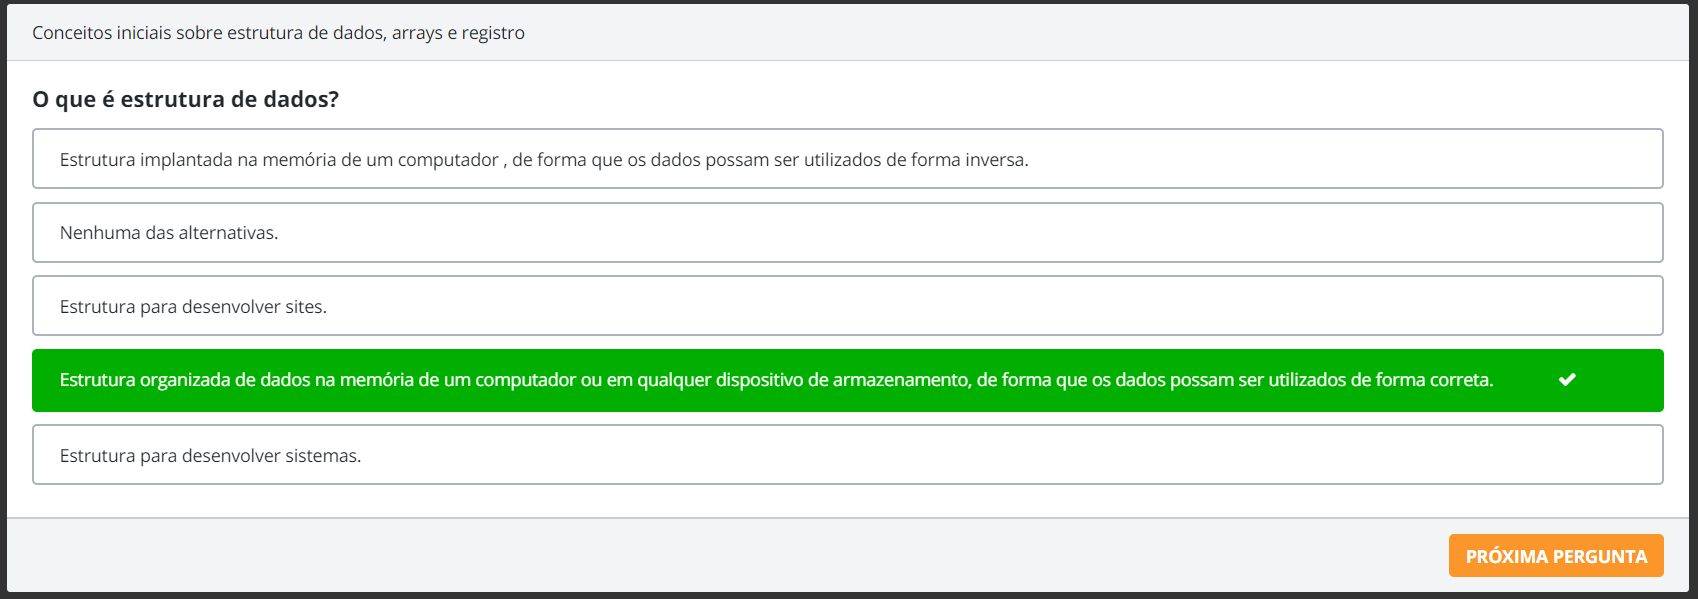 Conceitos iniciais sobre estrutura de dados, arrays e registro
O que é estrutura de dados?
Estrutura implantada na memória de um computador , de forma que os dados possam ser utilizados de forma inversa.
Nenhuma das alternativas.
Estrutura para desenvolver sites.
Estrutura organizada de dados na memória de um computador ou em qualquer dispositivo de armazenamento, de forma que os dados possam ser utilizados de forma correta.
Estrutura para desenvolver sistemas.
PRÓXIMA PERGUNTA